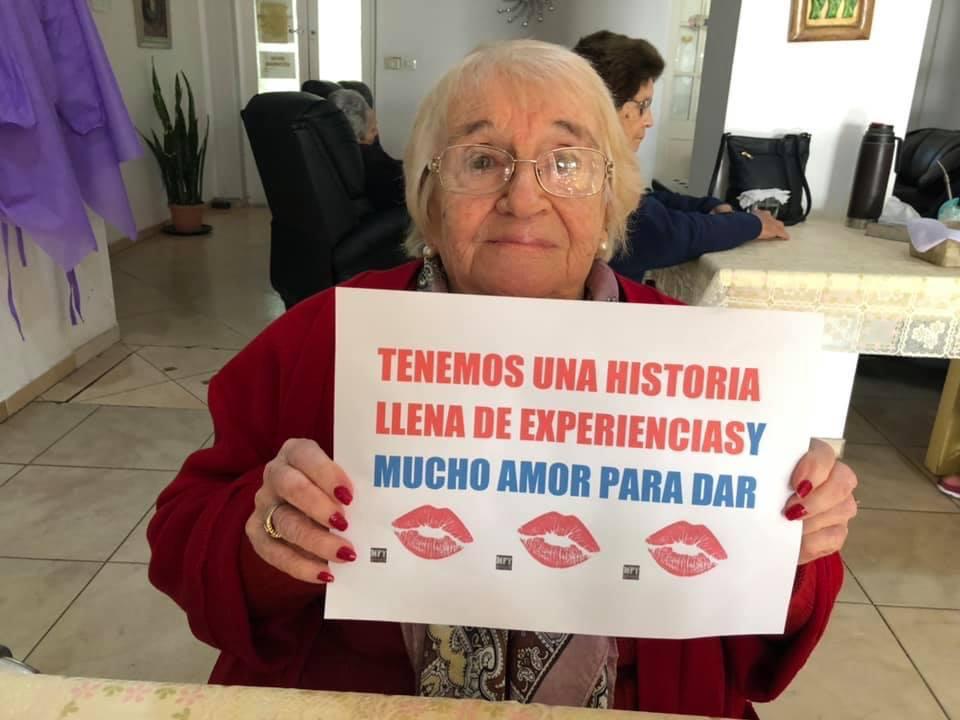 TENEMOS UNA HISTORIA
LLENA DE EXPERIENCIASY
MUCHO AMOR PARA DAR